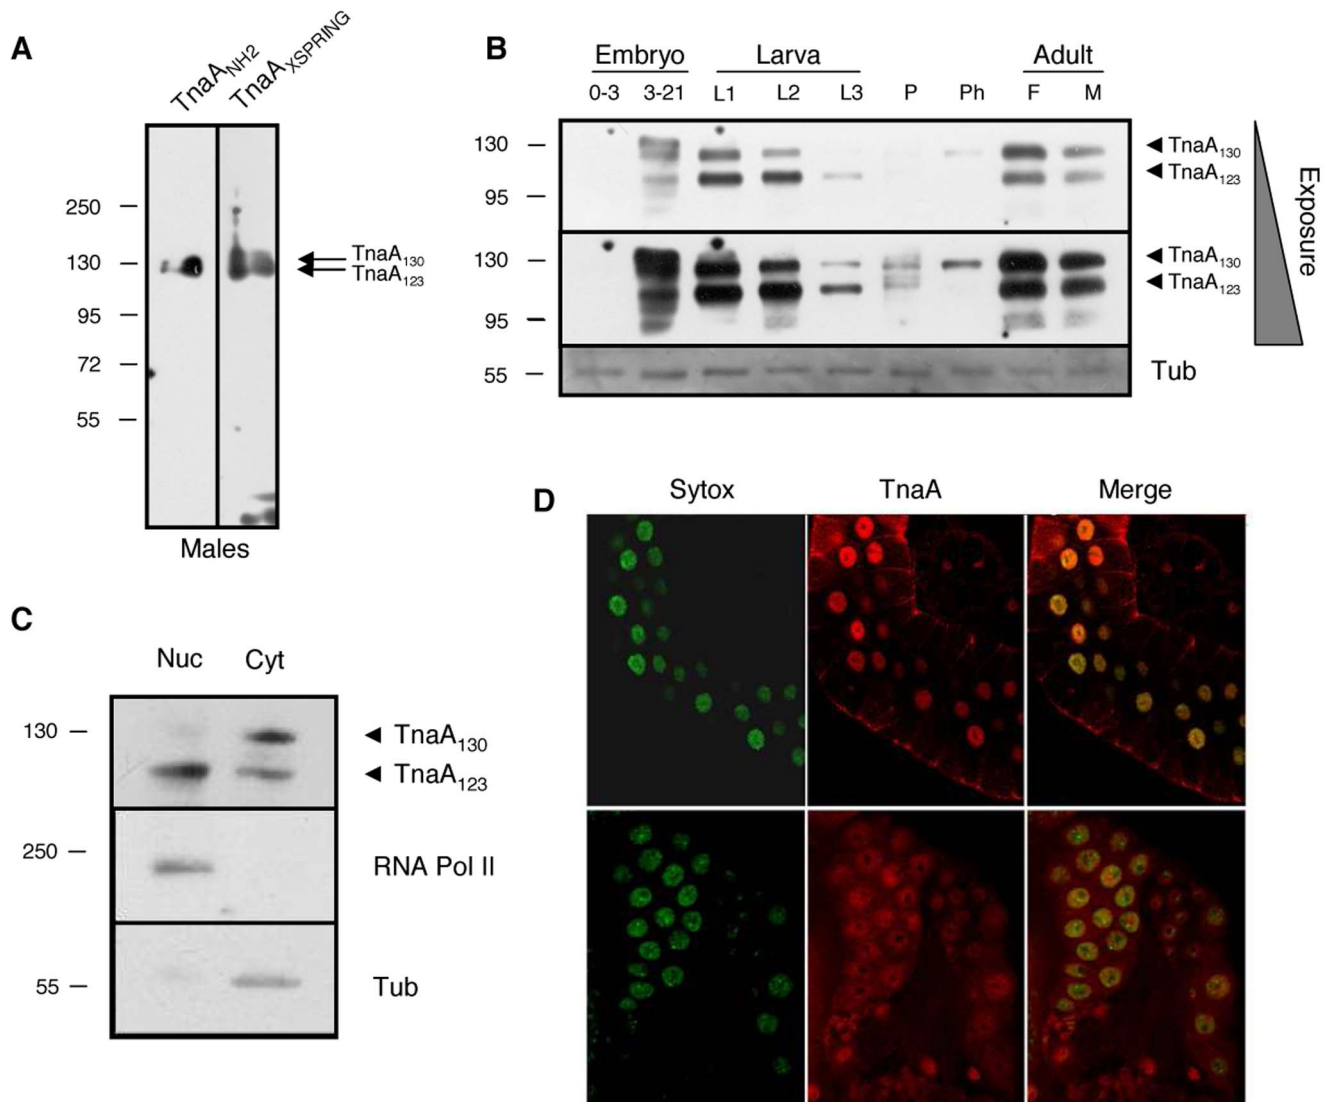 A
TnaA_NH2 TnaA_XSPRING
250
130
95
72
55
TnaA130
TnaA123
Males
B
Embryo Larva Adult
0-3 3-21 L1 L2 L3 P Ph F M
130
95
TnaA130
TnaA123
130
95
TnaA130
TnaA123
55
Tub
Exposure
C
Nuc Cyt
130
TnaA130
TnaA123
250
RNA Pol II
55
Tub
D
Sytox TnaA Merge